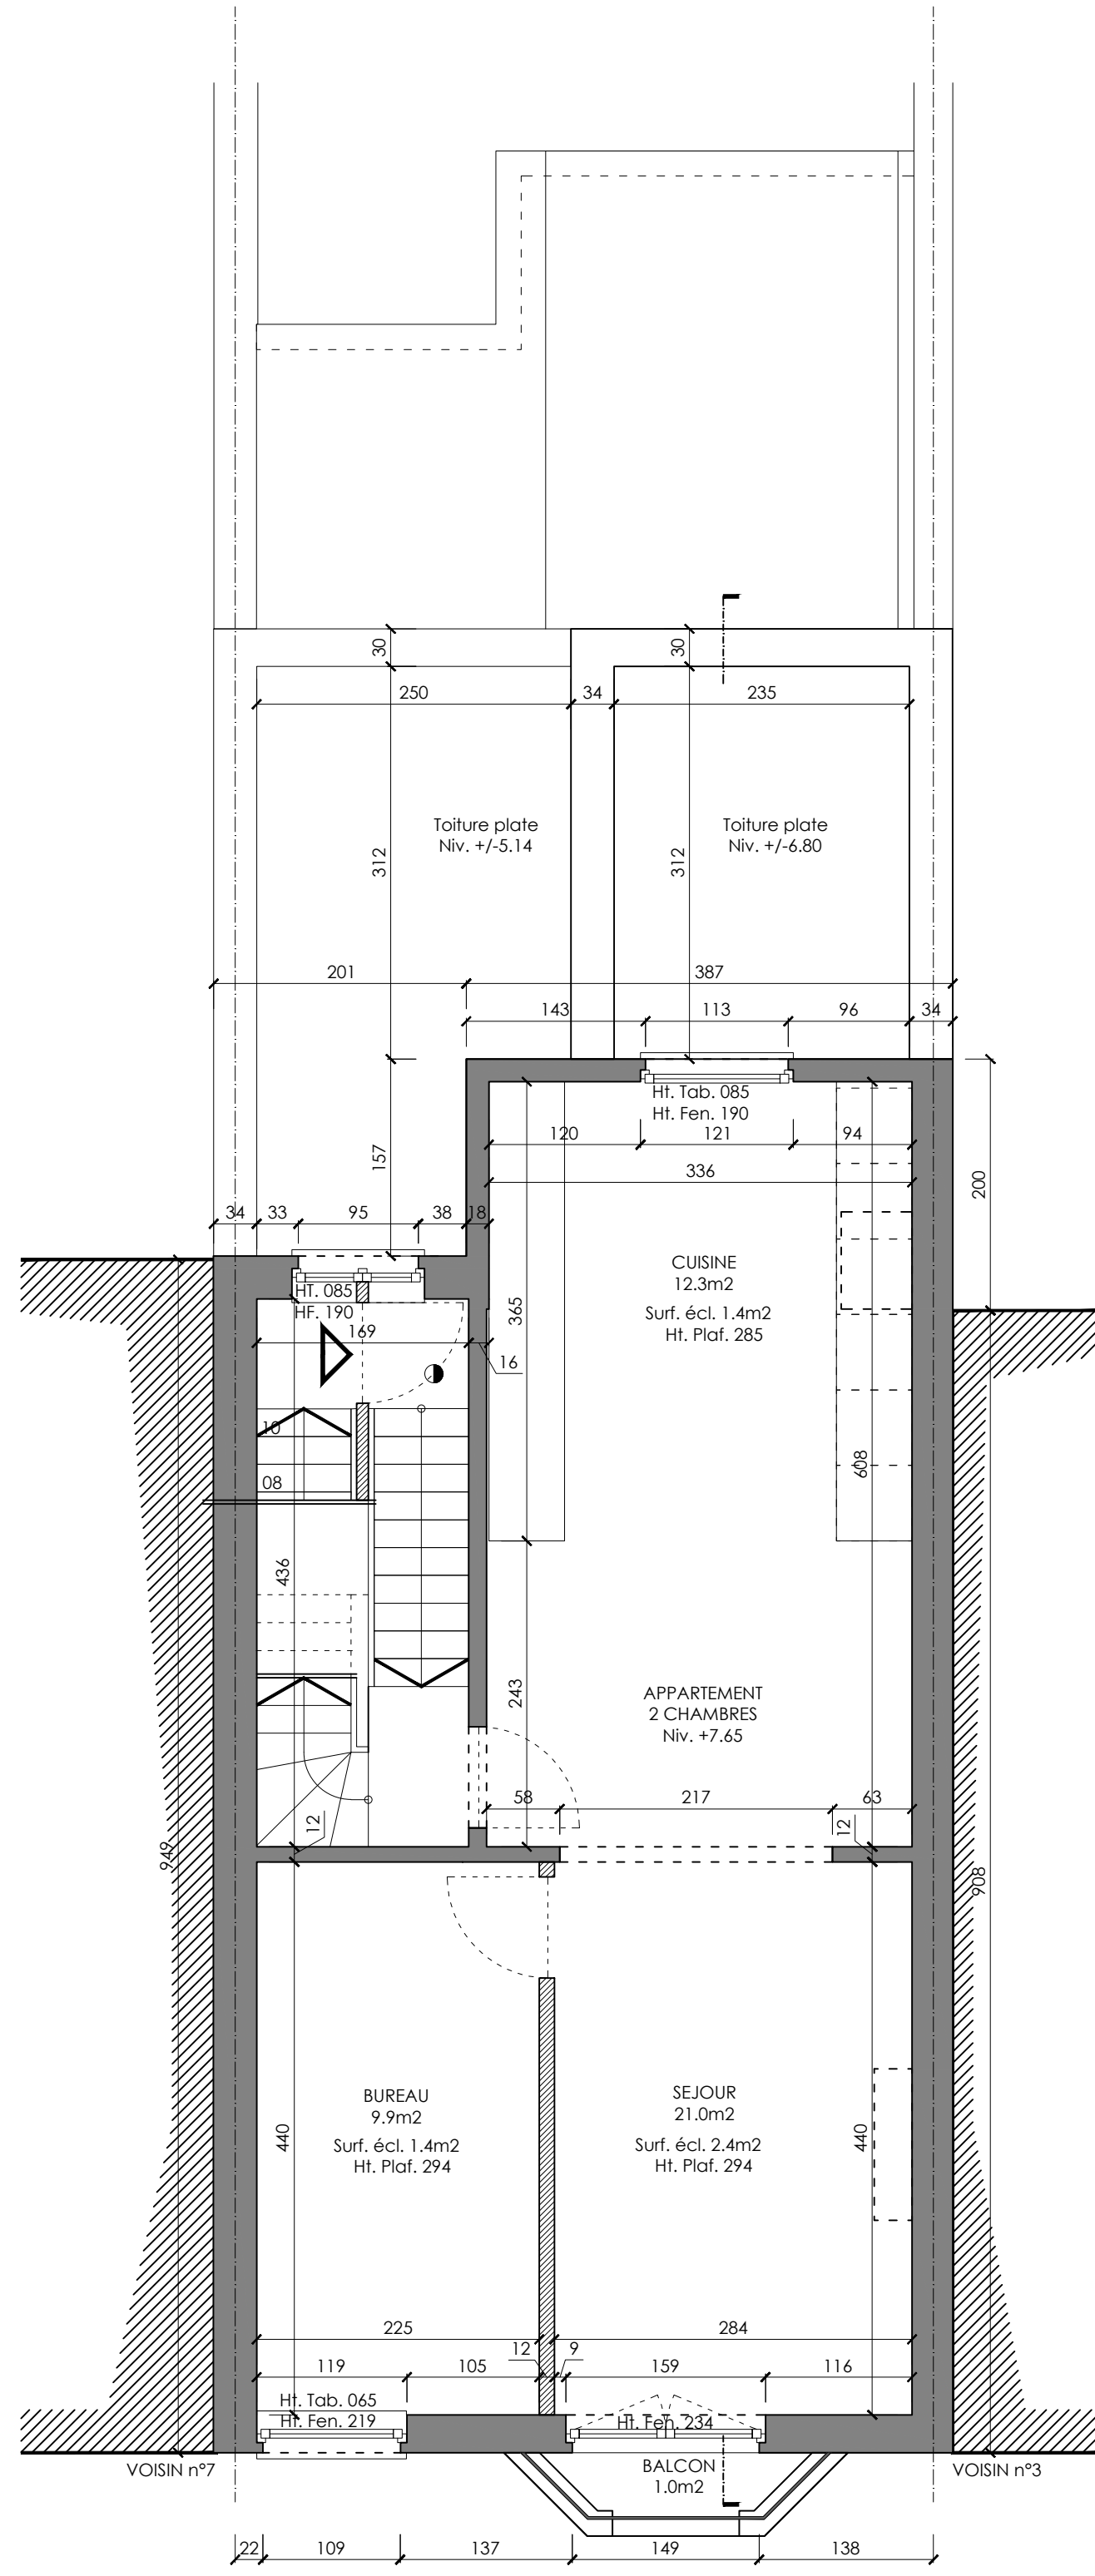 30
30
250
34
235
Toiture plate
Niv. +/-5.14
Toiture plate
Niv. +/-6.80
312
312
201
387
143
113
96
34
Ht. Tab. 085
Ht. Fen. 190
120
121
94
157
336
200
34
33
95
38
18
CUISINE
12.3m2
Surf. écl. 1.4m2
Ht. Plaf. 285
HT. 085
HF. 190
365
169
16
10
08
608
436
243
APPARTEMENT
2 CHAMBRES
Niv. +7.65
58
217
63
12
12
949
908
BUREAU
9.9m2
Surf. écl. 1.4m2
Ht. Plaf. 294
SEJOUR
21.0m2
Surf. écl. 2.4m2
Ht. Plaf. 294
440
440
225
284
12
9
119
105
159
116
Ht. Tab. 065
Ht. Fen. 219
Ht. Fen. 234
VOISIN n°7
BALCON
1.0m2
VOISIN n°3
22
109
137
149
138